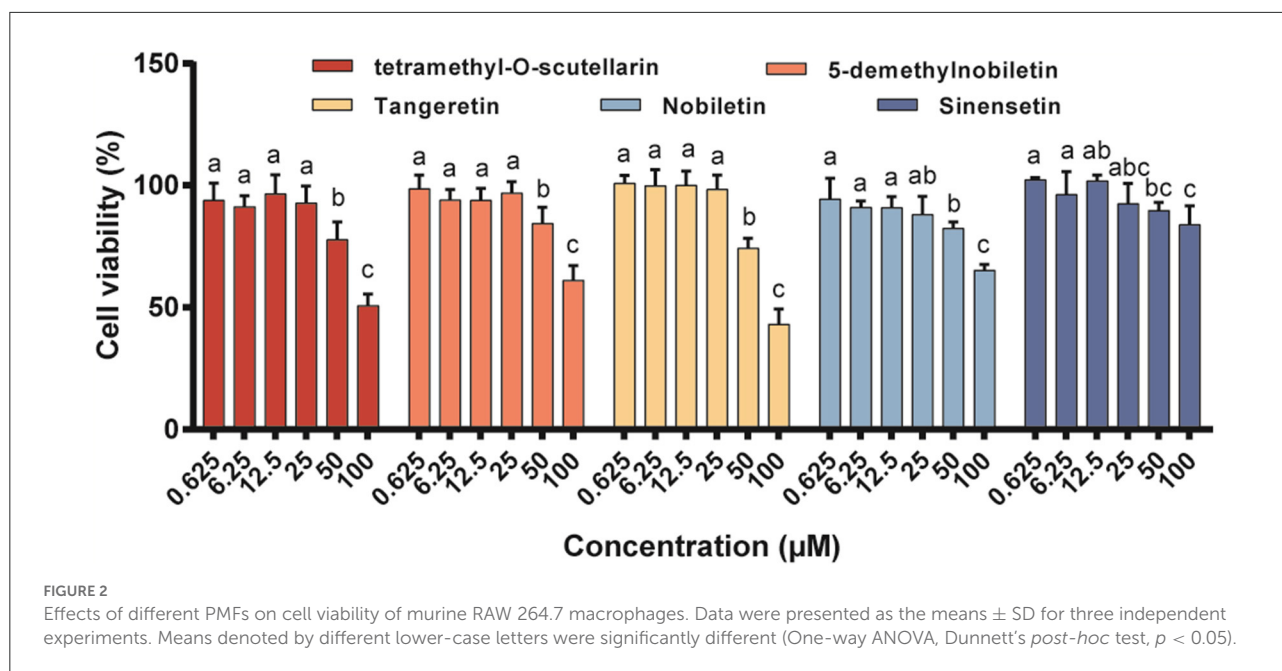 150
100
50
0
Cell viability (%)
tetramethyl-O-scutellarin 5-demethylnobiletin
Tangeretin Nobiletin Sinensetin
a a a a b c
a a a a b c
a a a a b c
a a a ab b c
a a ab abc bc c
0.625 6.25 12.5 25 50 100
0.625 6.25 12.5 25 50 100
0.625 6.25 12.5 25 50 100
0.625 6.25 12.5 25 50 100
0.625 6.25 12.5 25 50 100
Concentration (µM)
FIGURE 2
Effects of different PMFs on cell viability of murine RAW 264.7 macrophages. Data were presented as the means ± SD for three independent
experiments. Means denoted by different lower-case letters were significantly different (One-way ANOVA, Dunnett's post-hoc test, p < 0.05).